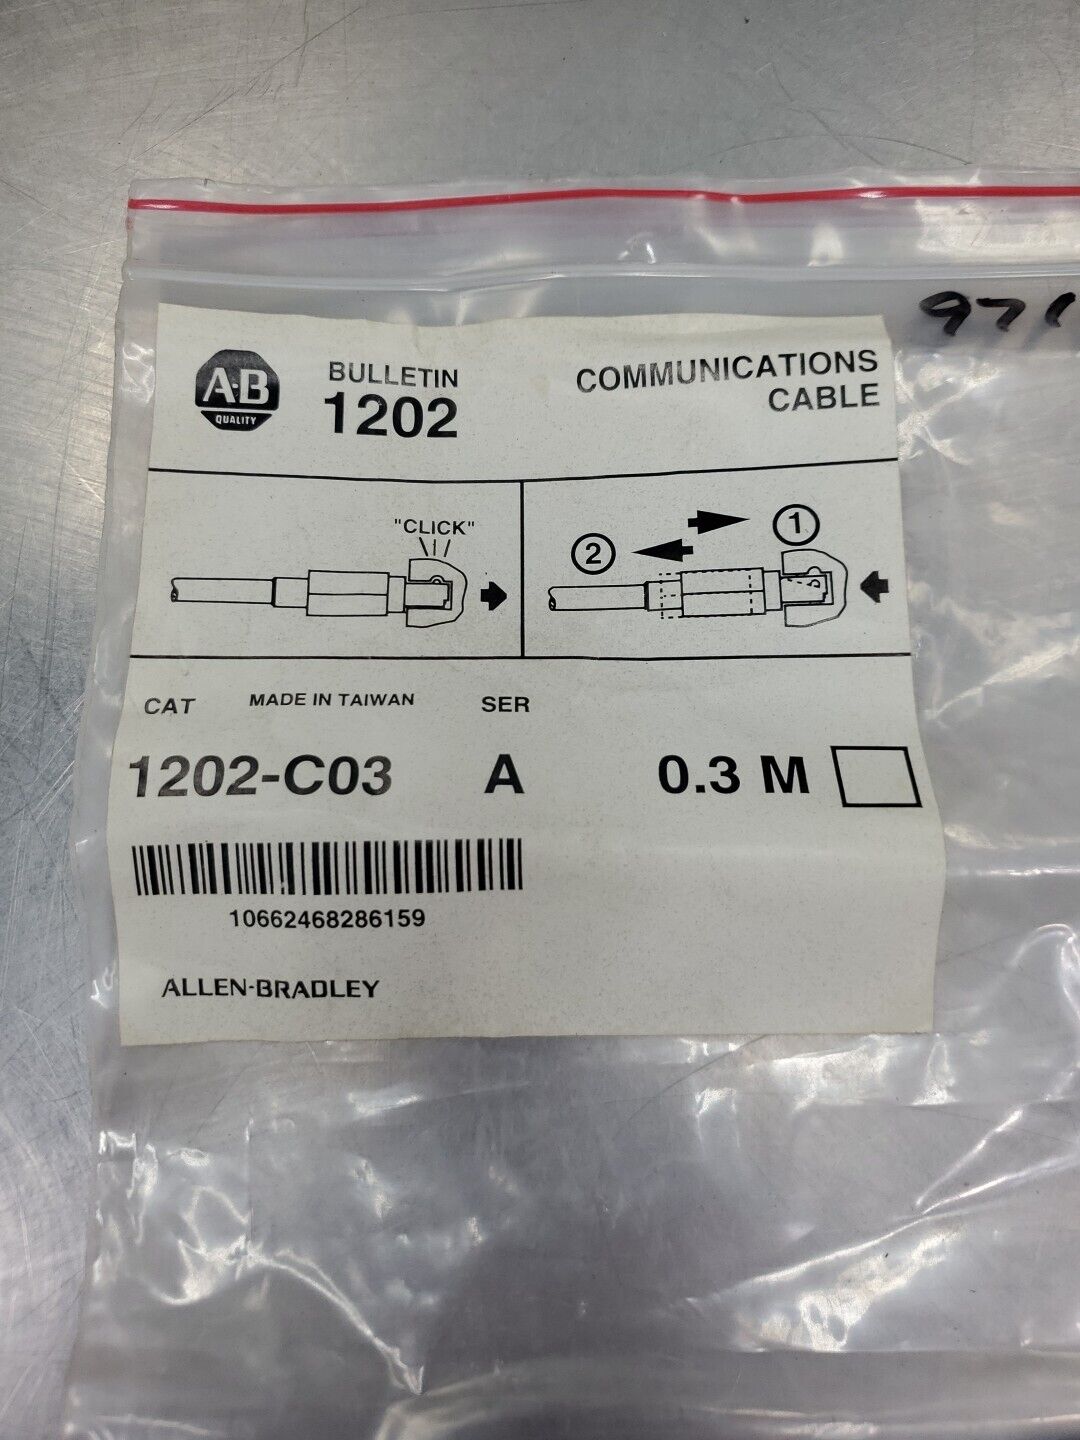 971
A·B
QUALITY
BULLETIN
1202
COMMUNICATIONS
CABLE
"CLICK"
1
2
CAT
MADE IN TAIWAN
SER
1202-C03
A
0.3 M
10662468286159
ALLEN-BRADLEY